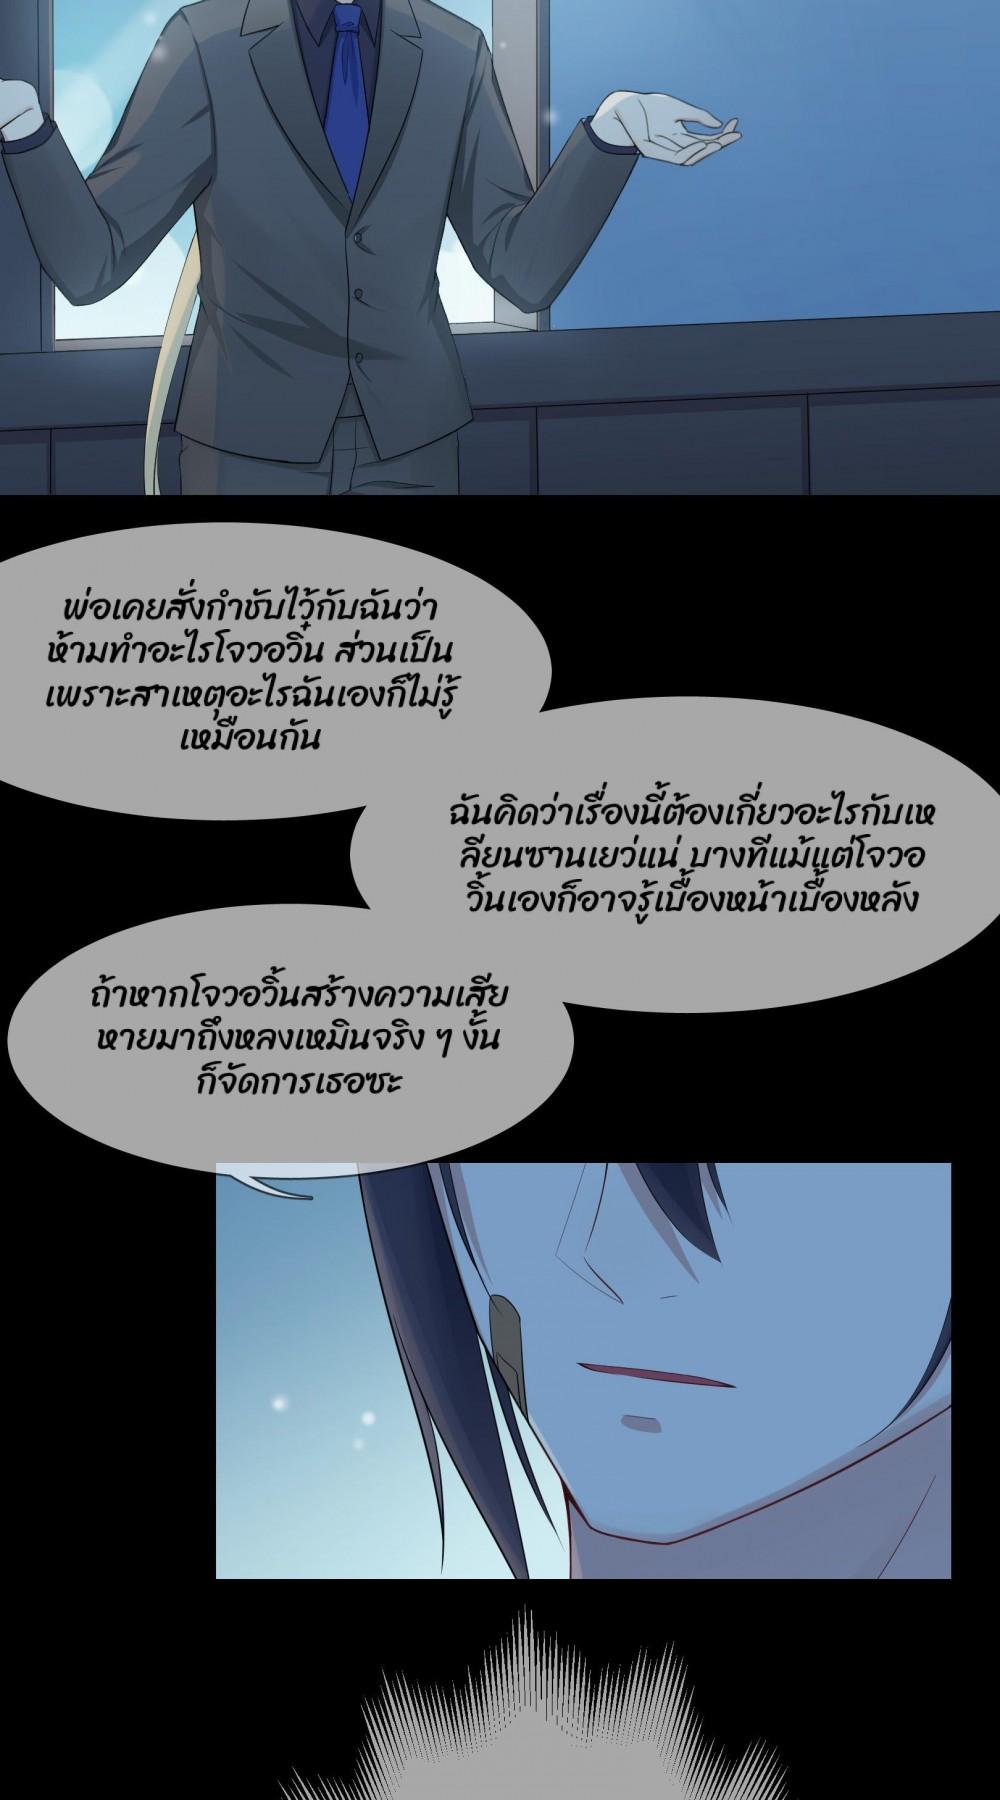 พ่อเคยสั่งกำชับไว้กับฉันว่า
ห้ามทำอะไรโจวอวิ๋น ส่วนเป็น
เพราะสาเหตุอะไรฉันเองก็ไม่รู้
เหมือนกัน
ฉันคิดว่าเรื่องนี้ต้องเกี่ยวอะไรกับเห
ลียนซานเยว่แน่ บางทีแม้แต่โจวอ
วิ้นเองก็อาจรู้เบื้องหน้าเบื้องหลัง
ถ้าหากโจวอวิ้นสร้างความเสีย
หายมาถึงหลงเหมินจริง ๆ งั้น
ก็จัดการเธอซะ